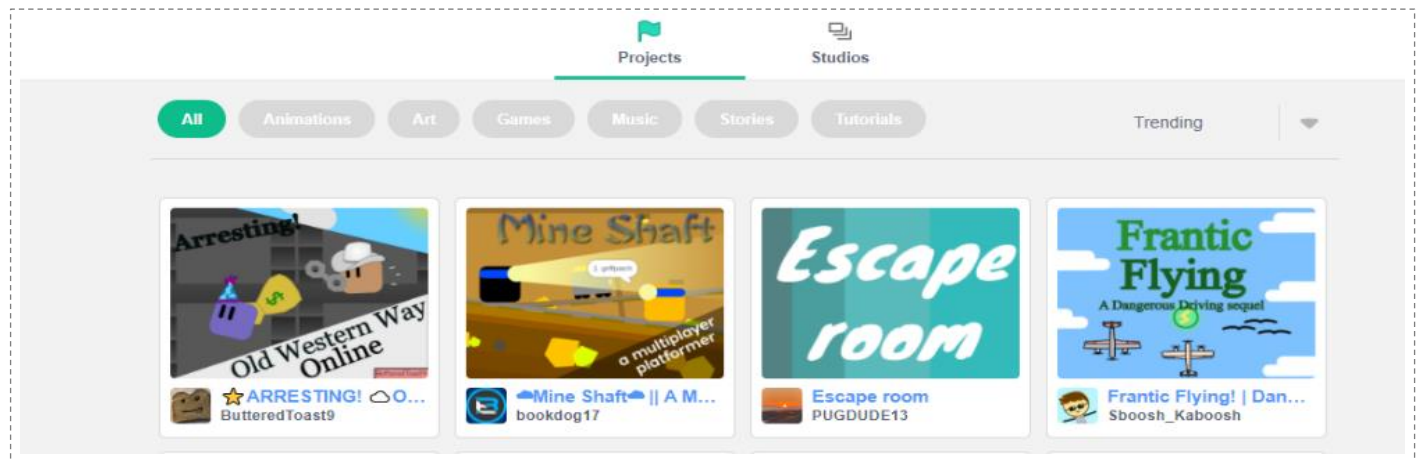 Projects
Studios
All
Animations
Art
Games
Music
Stories
Tutorials
Trending
Arresting!
Old Western Way
Online
Mine Shaft
a multiplayer
platformer
Escape
room
Frantic
Flying
A Dangerous Driving sequel
$
⭐ARRESTING! ☁O...
ButteredToast9
☁Mine Shaft☁ || A M...
bookdog17
Escape room
PUGDUDE13
Frantic Flying! | Dan...
Sboosh_Kaboosh